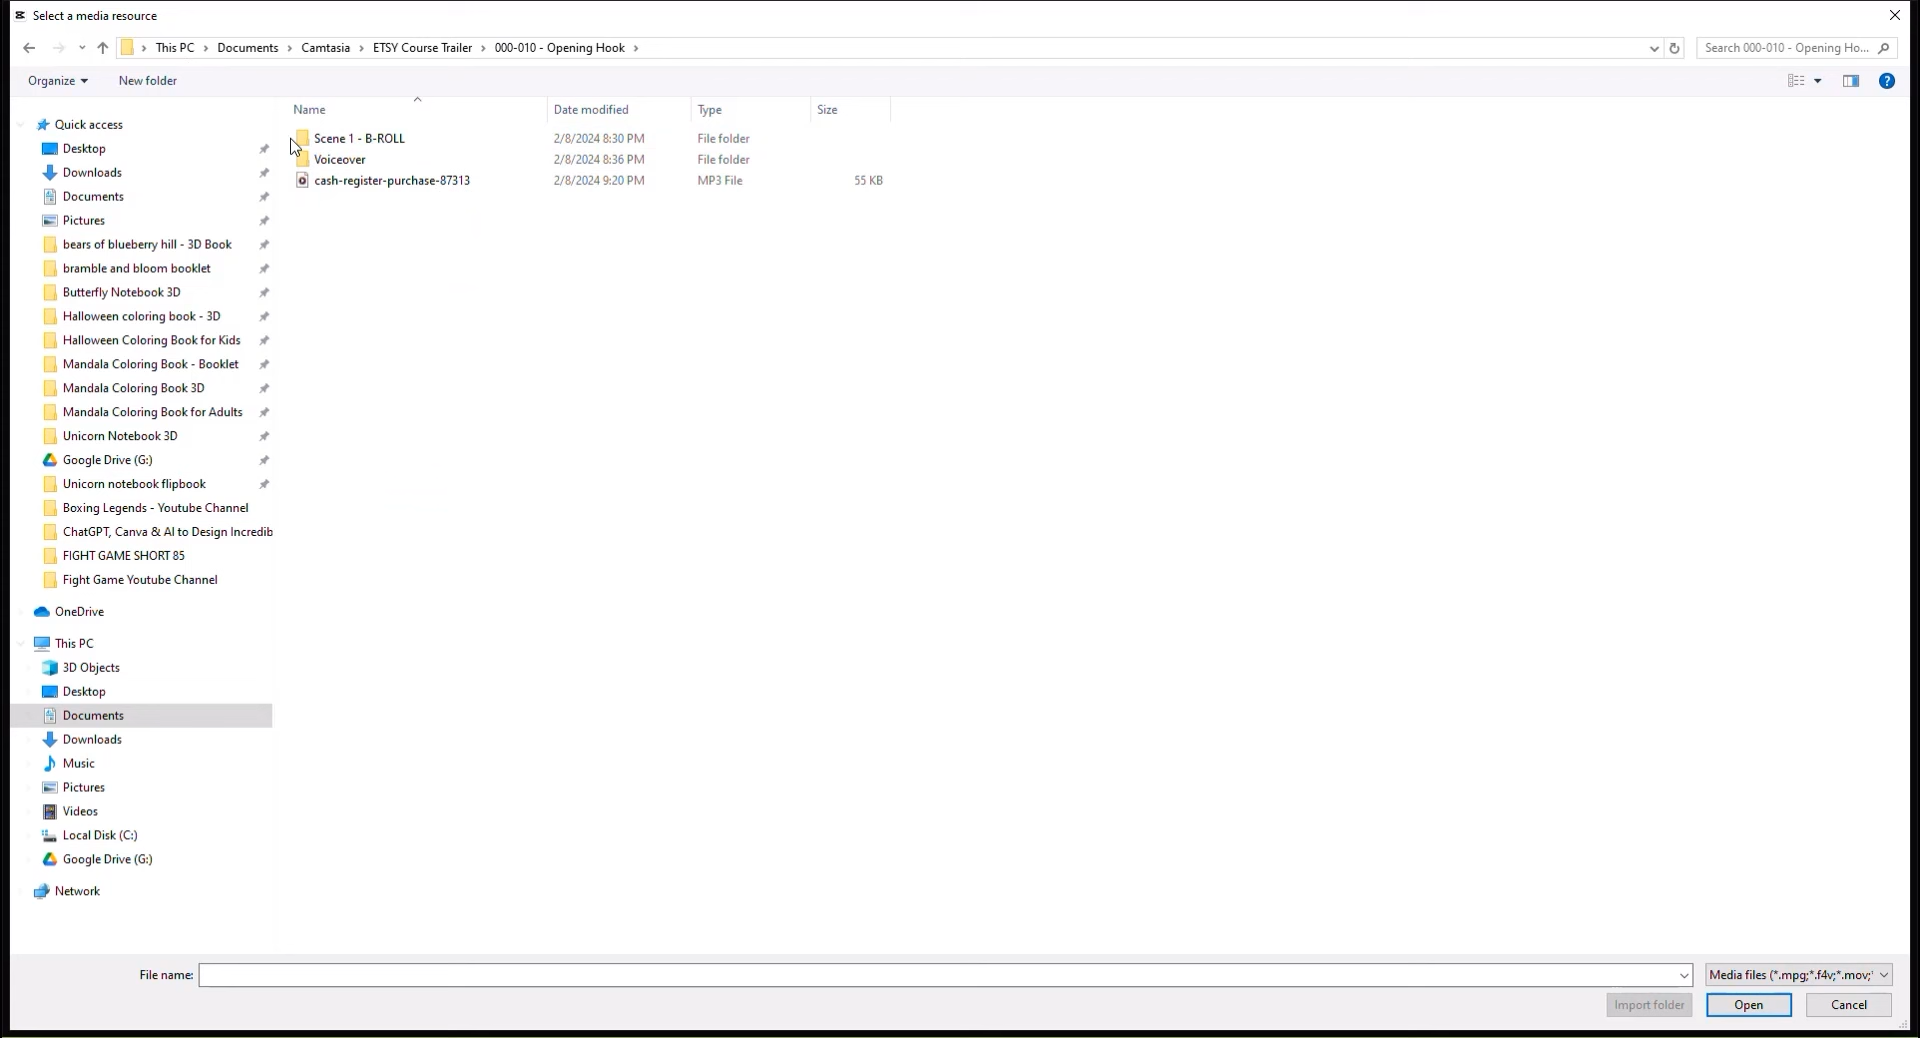 Select a media resource
This PC > Documents > Camtasia > ETSY Course Trailer > 000-010 - Opening Hook >
Search 000-010 - Opening Ho...
Organize
New folder
Name
Date modified
Type
Size
Scene 1 - B-ROLL
2/8/2024 8:30 PM
File folder
Voiceover
2/8/2024 8:36 PM
File folder
cash-register-purchase-87313
2/8/2024 9:20 PM
MP3 File
55 KB
Quick access
Desktop
Downloads
Documents
Pictures
bears of blueberry hill - 3D Book
bramble and bloom booklet
Butterfly Notebook 3D
Halloween coloring book - 3D
Halloween Coloring Book for Kids
Mandala Coloring Book - Booklet
Mandala Coloring Book 3D
Mandala Coloring Book for Adults
Unicorn Notebook 3D
Google Drive (G:)
Unicorn notebook flipbook
Boxing Legends - Youtube Channel
ChatGPT, Canva & AI to Design Incredib
FIGHT GAME SHORT 85
Fight Game Youtube Channel
OneDrive
This PC
3D Objects
Desktop
Documents
Downloads
Music
Pictures
Videos
Local Disk (C:)
Google Drive (G:)
Network
File name:
Media files (*.mpg;*.f4v;*.mov;*
Import folder
Open
Cancel